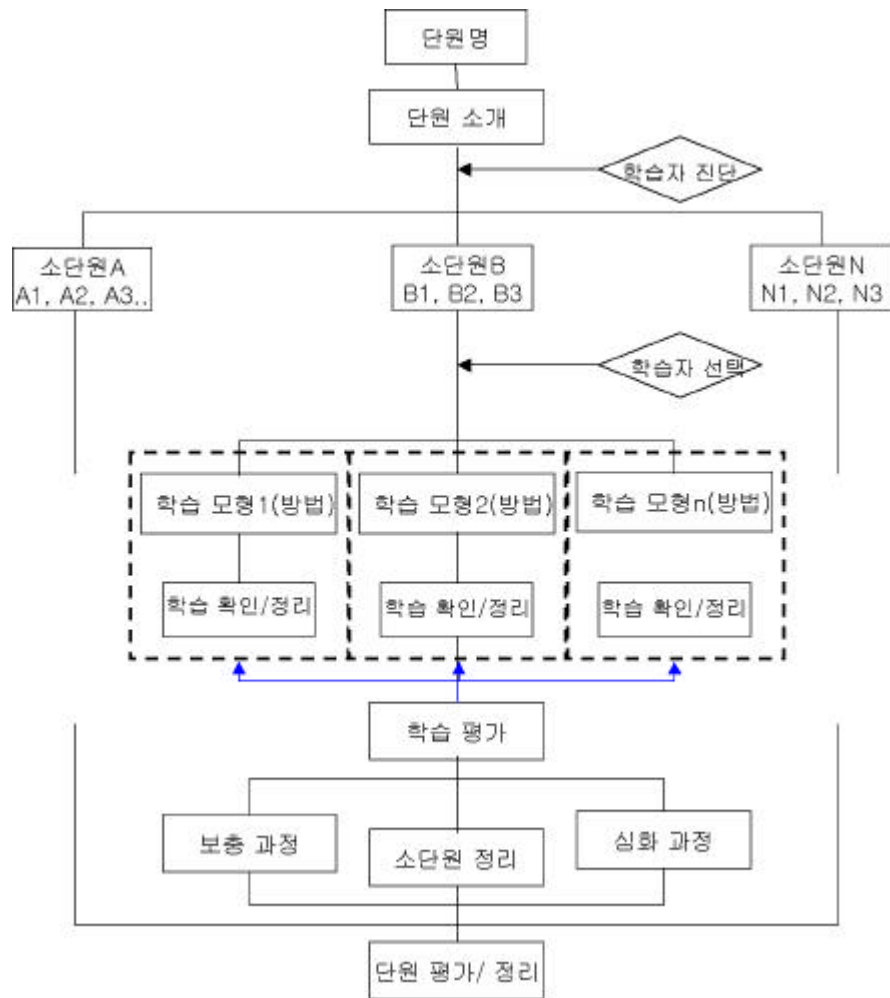 단원명
단원 소개
학습자 진단
소단원A
A1, A2, A3..
소단원B
B1, B2, B3
소단원N
N1, N2, N3
학습자 선택
학습 모형1(방법)
학습 모형2(방법)
학습 모형n(방법)
학습 확인/정리
학습 확인/정리
학습 확인/정리
학습 평가
보충 과정
소단원 정리
심화 과정
단원 평가/ 정리